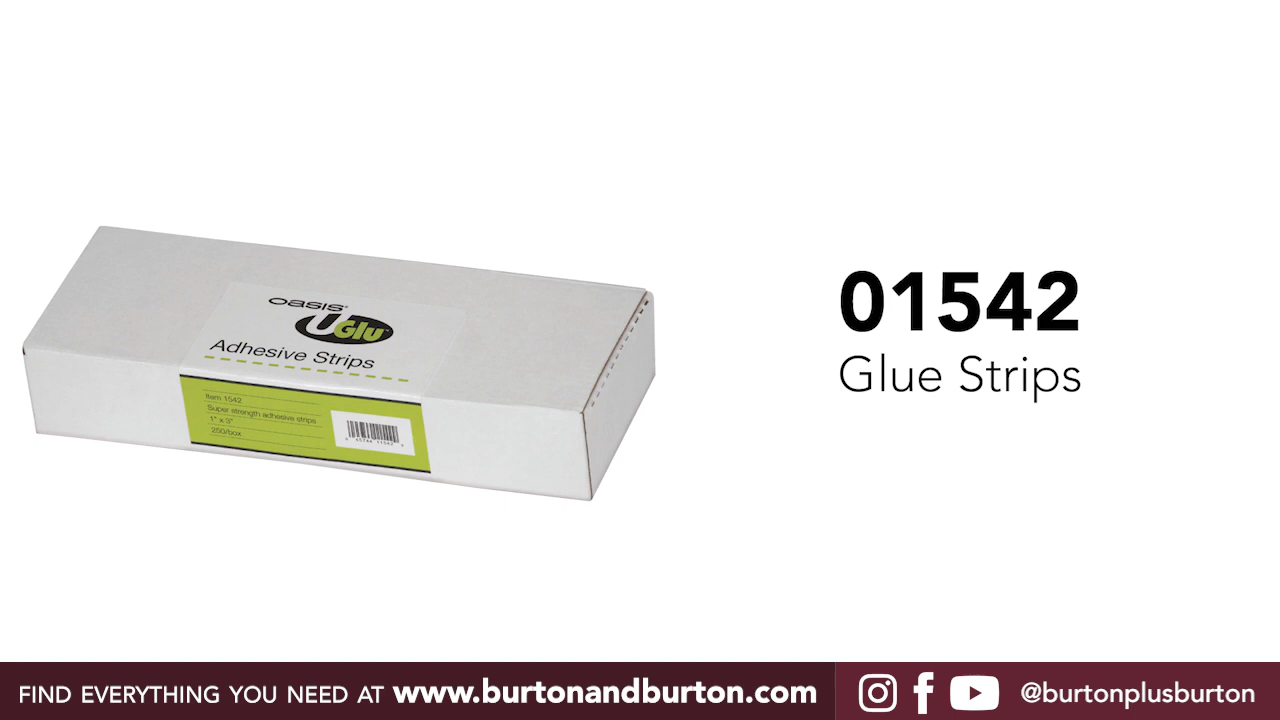 OASIS
UGlu™
Adhesive Strips
Item 1542
Super strength adhesive strips
1" x 3"
250/box
01542
Glue Strips
FIND EVERYTHING YOU NEED AT www.burtonandburton.com
@burtonplusburton